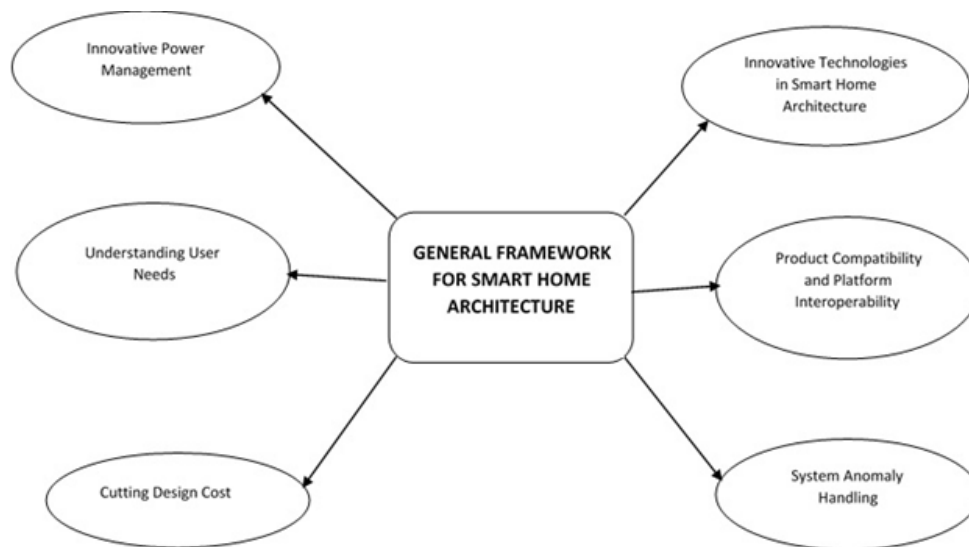 Innovative Power
Management
Innovative Technologies
in Smart Home
Architecture
Understanding User
Needs
GENERAL FRAMEWORK
FOR SMART HOME
ARCHITECTURE
Product Compatibility
and Platform
Interoperability
Cutting Design Cost
System Anomaly
Handling